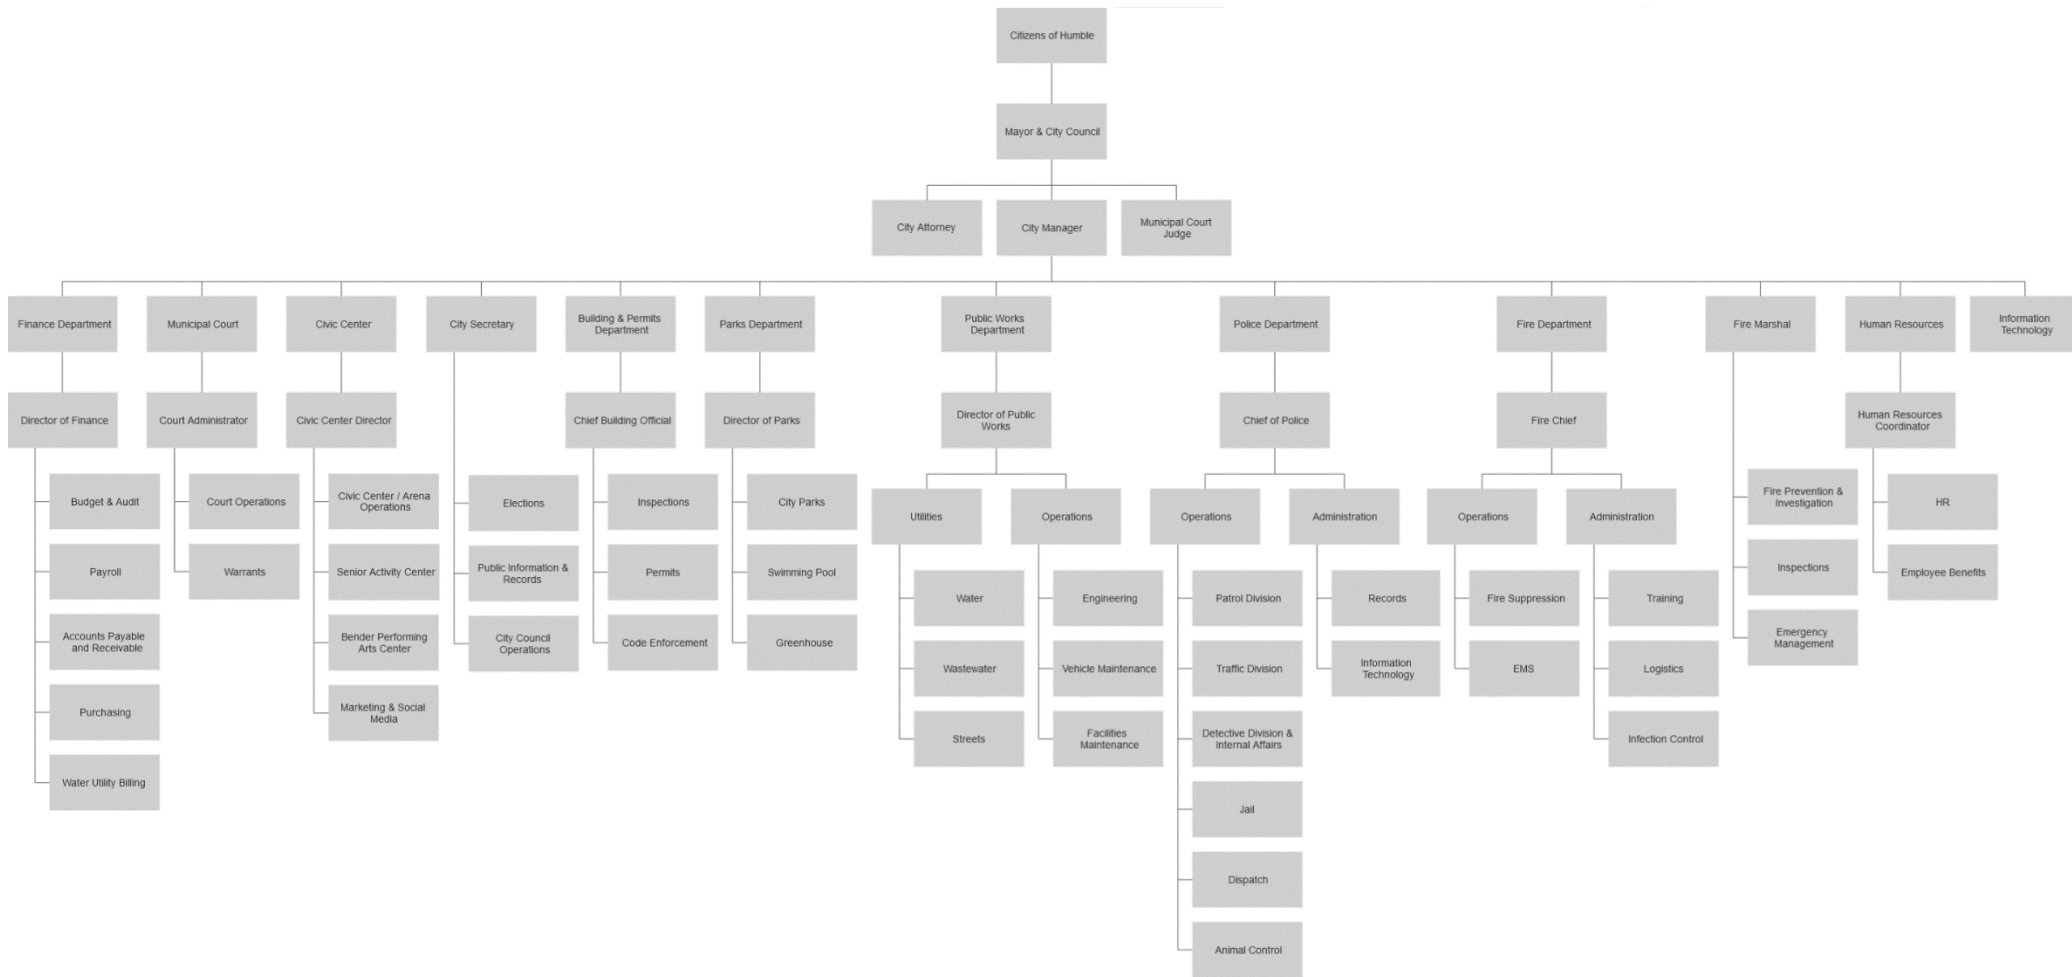 Citizens of Humble
Mayor & City Council
City Attorney
City Manager
Municipal Court
Judge
Finance Department
Municipal Court
Civic Center
City Secretary
Building & Permits
Department
Parks Department
Public Works
Department
Police Department
Fire Department
Fire Marshal
Human Resources
Information
Technology
Director of Finance
Court Administrator
Civic Center Director
Chief Building Official
Director of Parks
Director of Public
Works
Chief of Police
Fire Chief
Human Resources
Coordinator
Budget & Audit
Payroll
Accounts Payable
and Receivable
Purchasing
Water Utility Billing
Court Operations
Warrants
Civic Center / Arena
Operations
Senior Activity Center
Bender Performing
Arts Center
Marketing & Social
Media
Elections
Public Information &
Records
City Council
Operations
Inspections
Permits
Code Enforcement
City Parks
Swimming Pool
Greenhouse
Utilities
Water
Wastewater
Streets
Operations
Engineering
Vehicle Maintenance
Facilities
Maintenance
Operations
Patrol Division
Traffic Division
Detective Division &
Internal Affairs
Jail
Dispatch
Animal Control
Administration
Records
Information
Technology
Operations
Fire Suppression
EMS
Administration
Training
Logistics
Infection Control
Fire Prevention &
Investigation
Inspections
Emergency
Management
HR
Employee Benefits